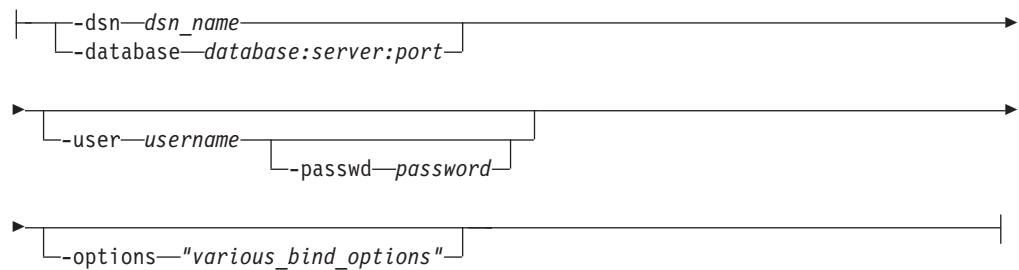 -dsn dsn_name
-database database:server:port
-user username
-passwd password
-options "various_bind_options"